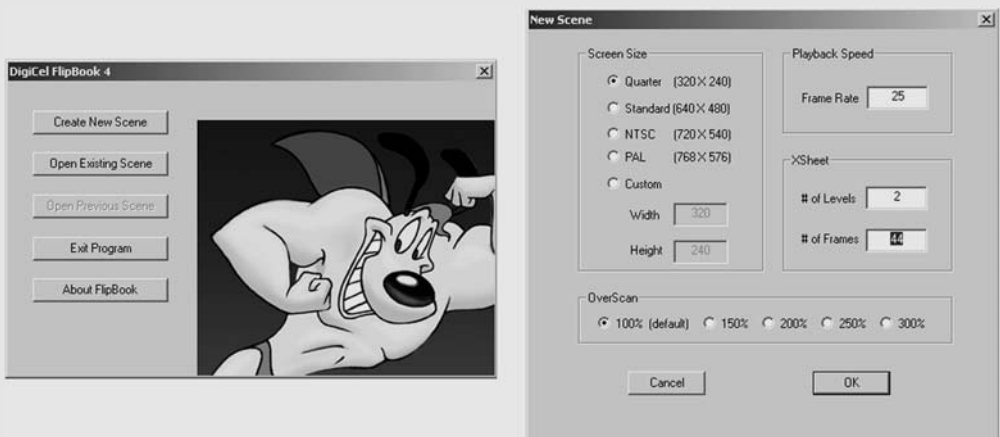 DigiCel FlipBook 4
Create New Scene
Open Existing Scene
Open Previous Scene
Exit Program
About FlipBook
New Scene
Screen Size
Quarter (320 X 240)
Standard (640 X 480)
NTSC (720 X 540)
PAL (768 X 576)
Custom
Width 320
Height 240
Playback Speed
Frame Rate 25
XSheet
# of Levels 2
# of Frames 44
OverScan
100% (default) 150% 200% 250% 300%
Cancel OK